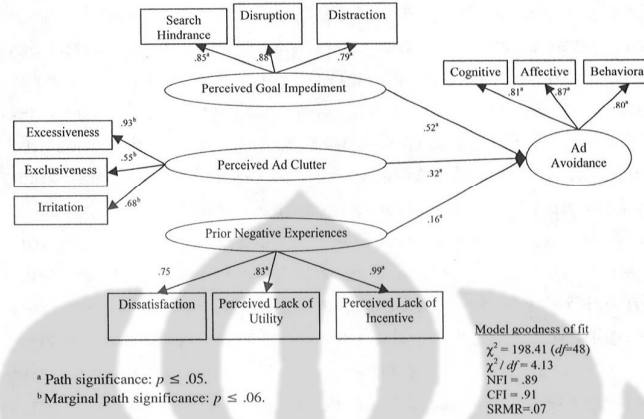 Search
Hindrance
Disruption
Distraction
.85ᵃ
.88
.79ᵃ
Perceived Goal Impediment
Cognitive
Affective
Behaviora
.81ᵃ
.87ᵃ
.80ᵃ
Ad
Avoidance
.52ᵃ
Excessiveness
.93ᵇ
Exclusiveness
.55ᵇ
Irritation
.68ᵇ
Perceived Ad Clutter
.32ᵃ
Prior Negative Experiences
.16ᵃ
.75
.83ᵃ
.99ᵃ
Dissatisfaction
Perceived Lack of
Utility
Perceived Lack of
Incentive
Model goodness of fit
χ² = 198.41 (df=48)
χ² / df = 4.13
NFI = .89
CFI = .91
SRMR=.07
ᵃ Path significance: p ≤ .05.
ᵇ Marginal path significance: p ≤ .06.